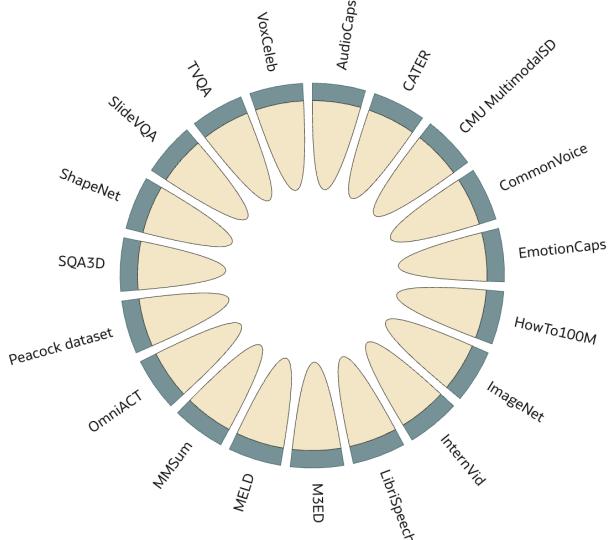 AudioCaps
CATER
CMU MultimodalSD
CommonVoice
EmotionCaps
HowTo100M
ImageNet
InternVid
LibriSpeech
M3ED
MELD
MMSum
OmniACT
Peacock dataset
SQA3D
ShapeNet
SlideVQA
TVQA
VoxCeleb